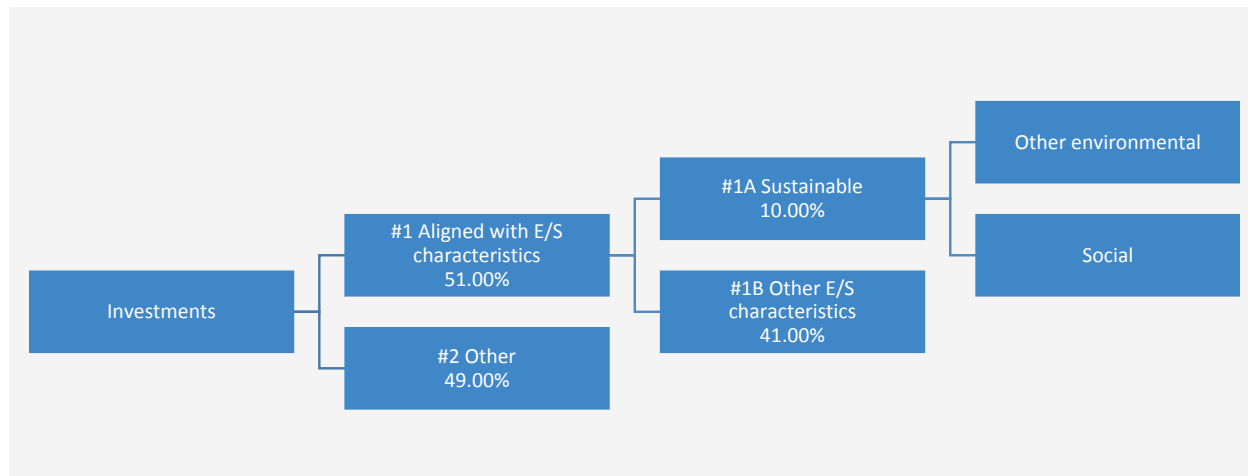 Investments
#1 Aligned with E/S
characteristics
51.00%
#2 Other
49.00%
#1A Sustainable
10.00%
#1B Other E/S
characteristics
41.00%
Other environmental
Social